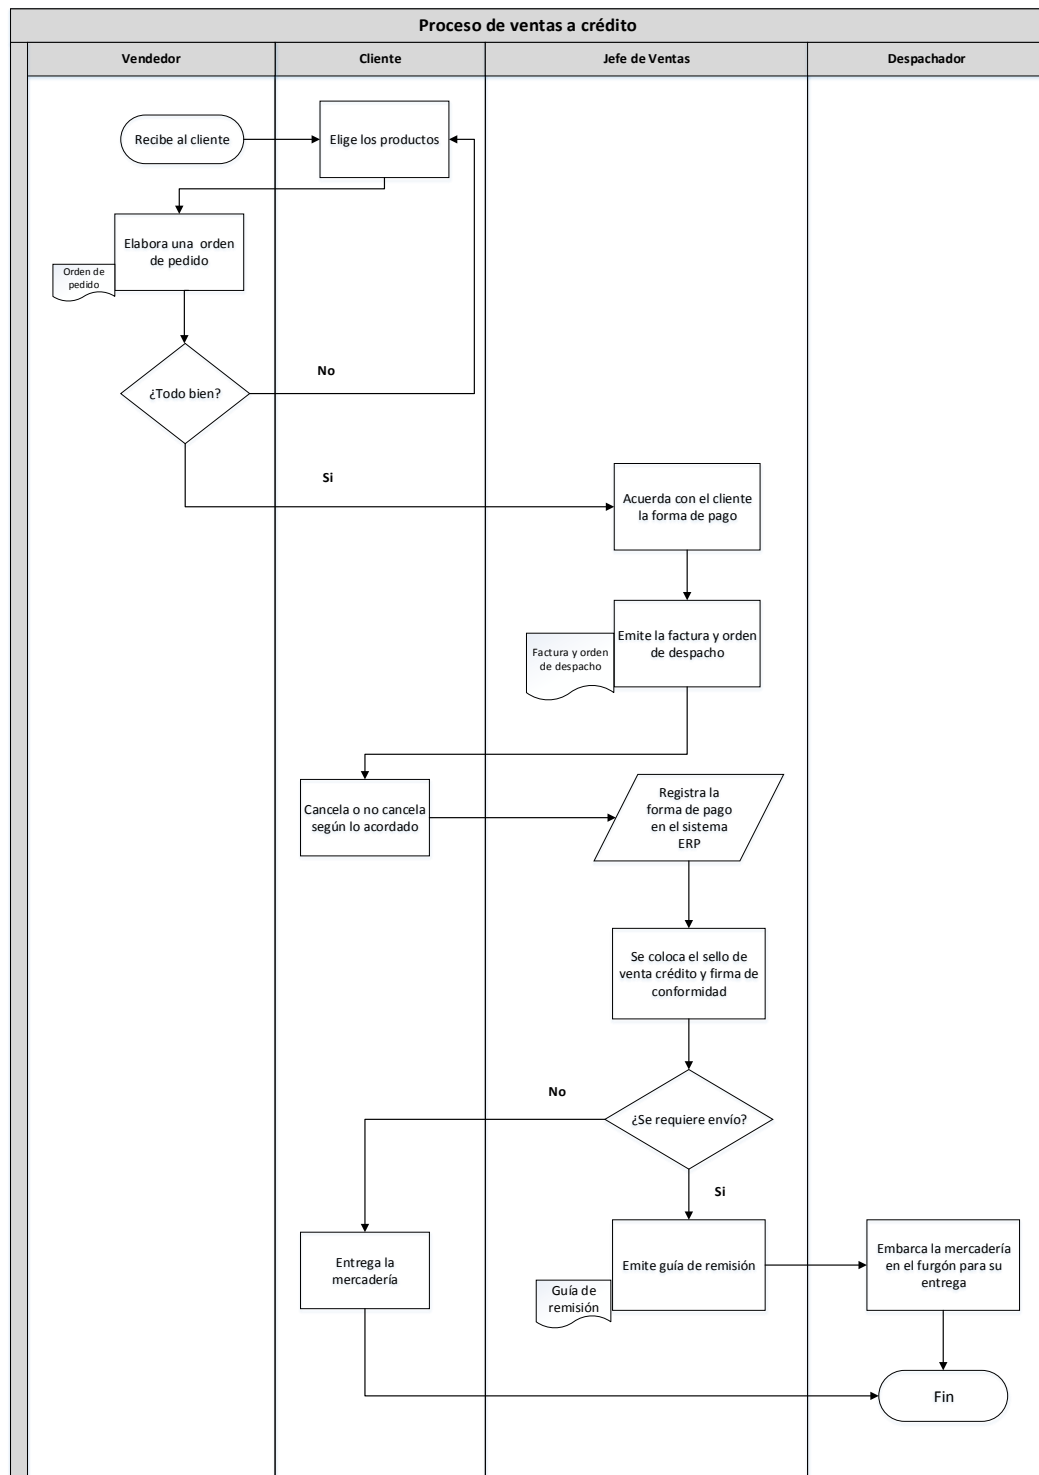 Proceso de ventas a crédito
Vendedor
Cliente
Jefe de Ventas
Despachador
Recibe al cliente
Elige los productos
Elabora una orden
de pedido
Orden de
pedido
¿Todo bien?
No
Si
Acuerda con el cliente
la forma de pago
Emite la factura y orden
de despacho
Factura y orden
de despacho
Cancela o no cancela
según lo acordado
Registra la
forma de pago
en el sistema
ERP
Se coloca el sello de
venta crédito y firma de
conformidad
¿Se requiere envío?
No
Si
Entrega la
mercadería
Emite guía de remisión
Guía de
remisión
Embarca la mercadería
en el furgón para su
entrega
Fin